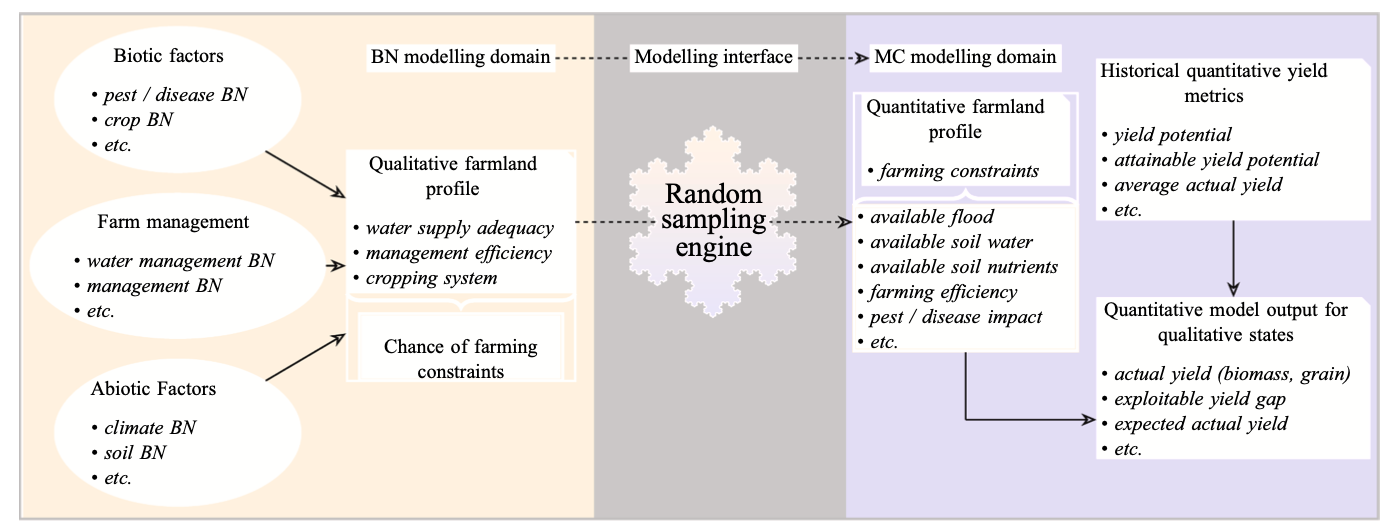 Biotic factors
• pest / disease BN
• crop BN
• etc.
Farm management
• water management BN
• management BN
• etc.
Abiotic Factors
• climate BN
• soil BN
• etc.
BN modelling domain
Qualitative farmland
profile
• water supply adequacy
• management efficiency
• cropping system
Chance of farming
constraints
Modelling interface
Random
sampling
engine
MC modelling domain
Quantitative farmland
profile
• farming constraints
• available flood
• available soil water
• available soil nutrients
• farming efficiency
• pest / disease impact
• etc.
Historical quantitative yield
metrics
• yield potential
• attainable yield potential
• average actual yield
• etc.
Quantitative model output for
qualitative states
• actual yield (biomass, grain)
• exploitable yield gap
• expected actual yield
• etc.